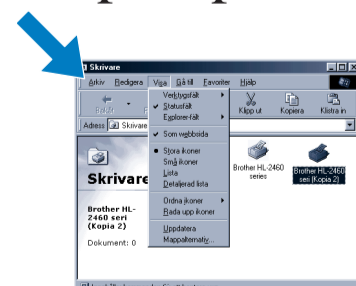 Skrivare
Arkiv Redigera Visa Gå till Favoriter Hjälp
Bakåt Klipp ut Kopiera Klistra in
Adress Skrivare
Verktygsfält
Statusfält
Explorer-fält
Som webbsida
Stora ikoner
Små ikoner
Lista
Detaljerad lista
Ordna ikoner
Rada upp ikoner
Uppdatera
Mappalternativ...
Skrivare
Brother HL-
2460 seri
(Kopia 2)
Dokument: 0
Brother HL-2460
series
Brother HL-2460
seri (Kopia 2)